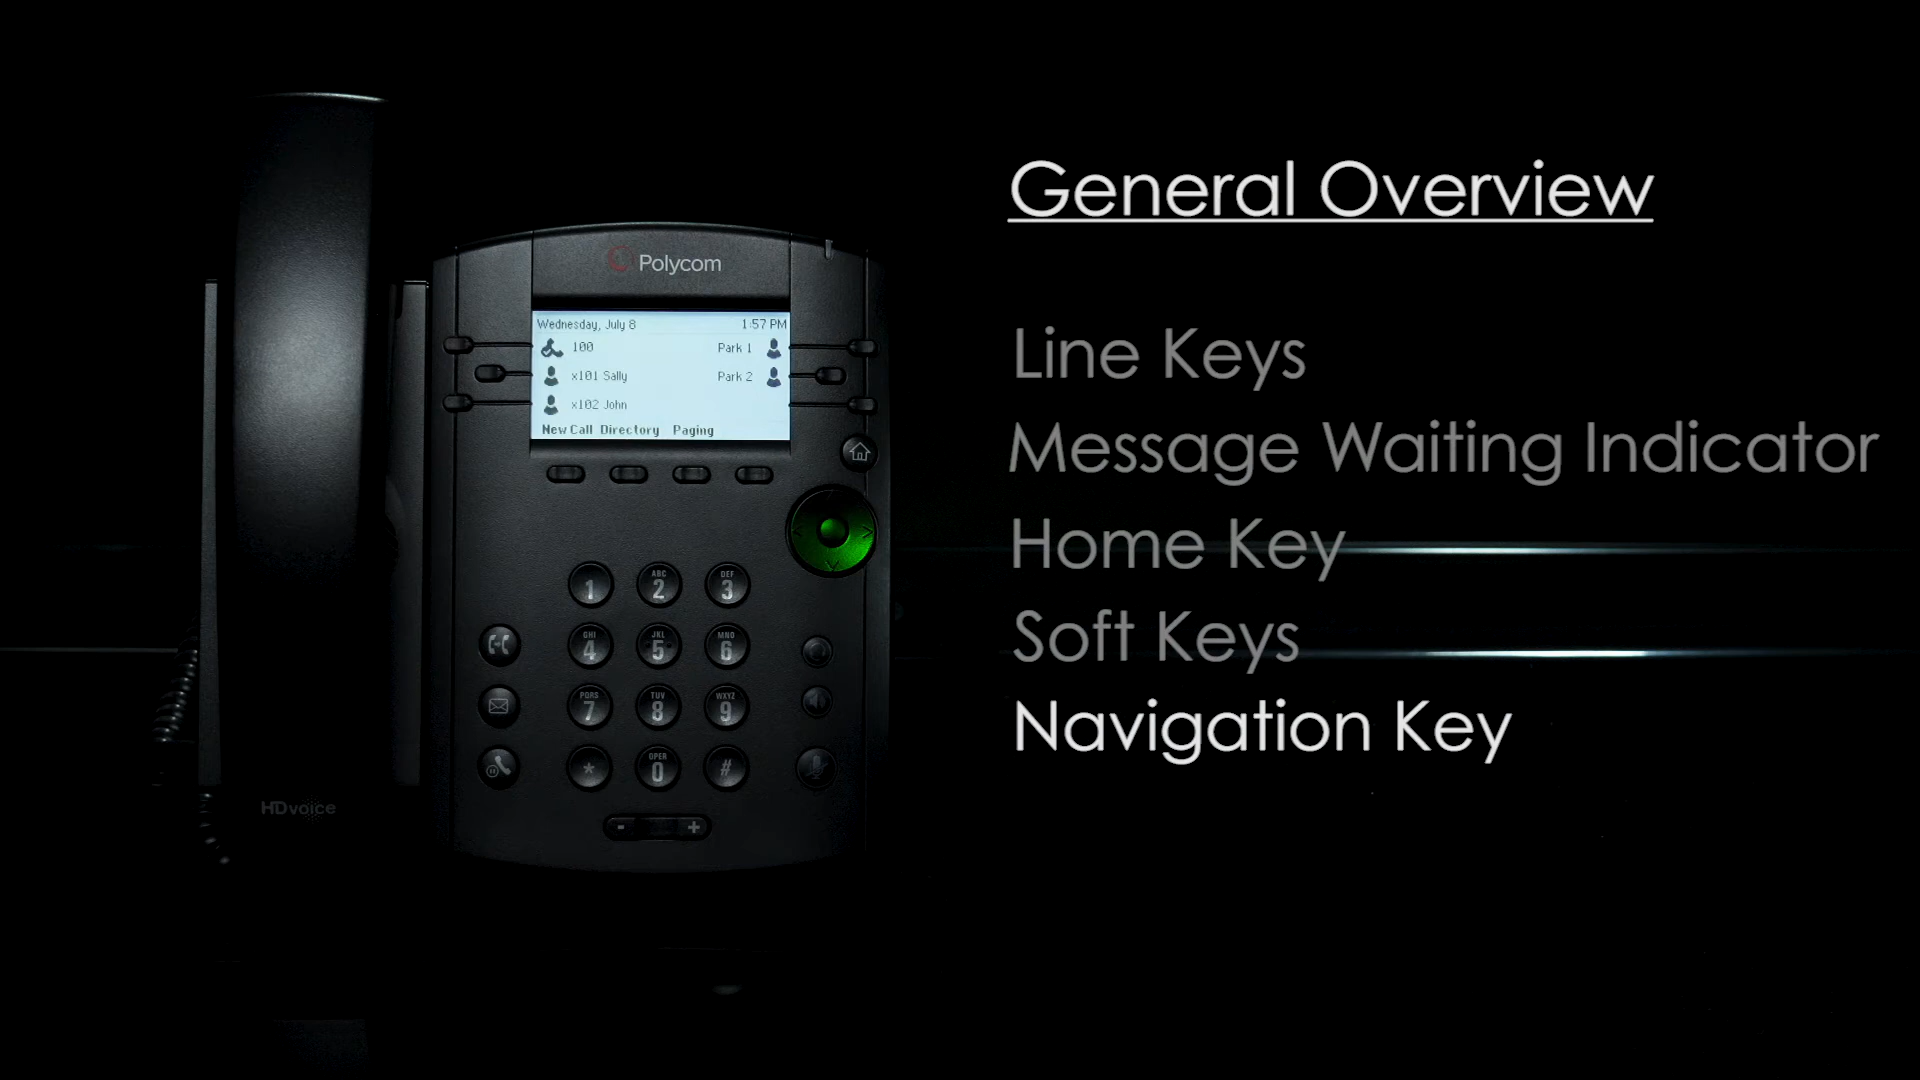 General Overview
Line Keys
Message Waiting Indicator
Home Key
Soft Keys
Navigation Key
Polycom
Wednesday, July 8 1:57 PM
100 Park 1
x101 Sally Park 2
x102 John
New Call Directory Paging
1 ABC 2 DEF 3
GHI 4 JKL 5 MNO 6
PQRS 7 TUV 8 WXYZ 9
* OPER 0 #
- +
HDvoice